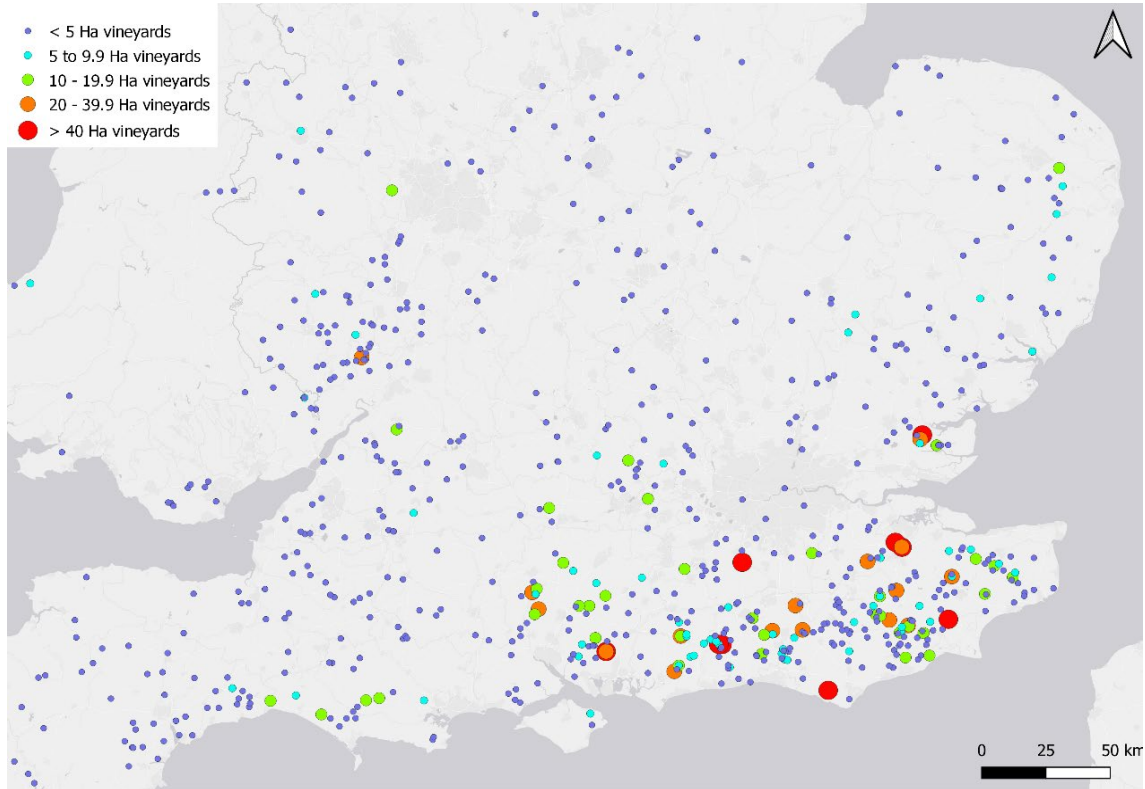 < 5 Ha vineyards
5 to 9.9 Ha vineyards
10 - 19.9 Ha vineyards
20 - 39.9 Ha vineyards
> 40 Ha vineyards
0 25 50 km